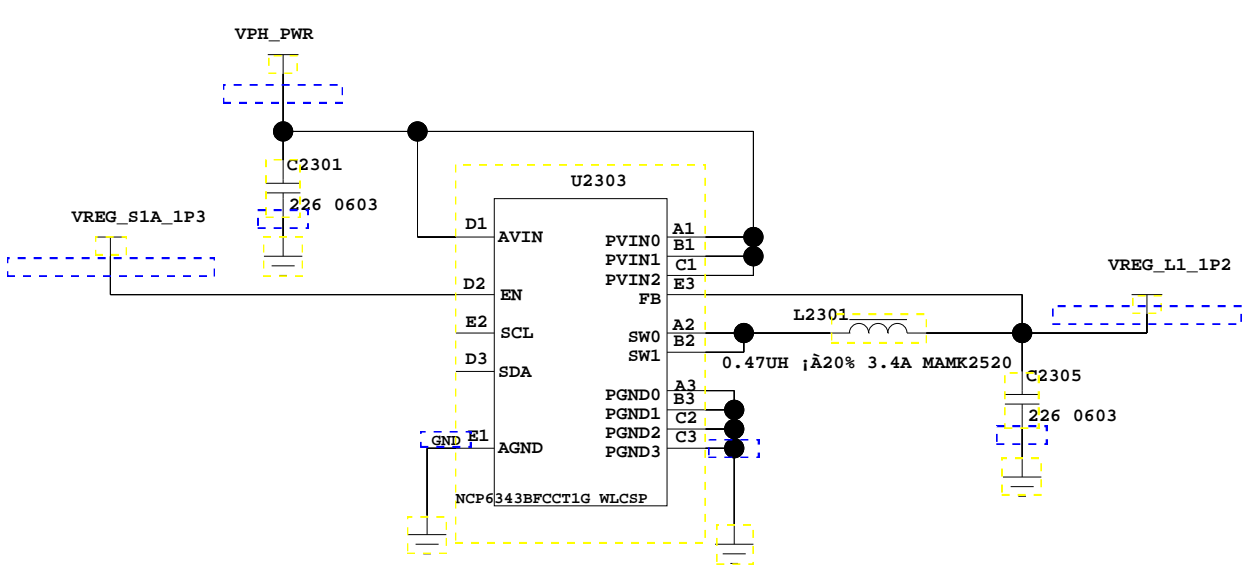 VPH_PWR
C2301
226 0603
VREG_S1A_1P3
U2303
D1
AVIN
D2
EN
E2
SCL
D3
SDA
GND
E1
AGND
PVIN0
A1
PVIN1
B1
PVIN2
C1
FB
E3
SW0
A2
SW1
B2
PGND0
A3
PGND1
B3
PGND2
C2
PGND3
C3
NCP6343BFCCT1G WLCSP
L2301
0.47UH ¡À20% 3.4A MAMK2520
VREG_L1_1P2
C2305
226 0603